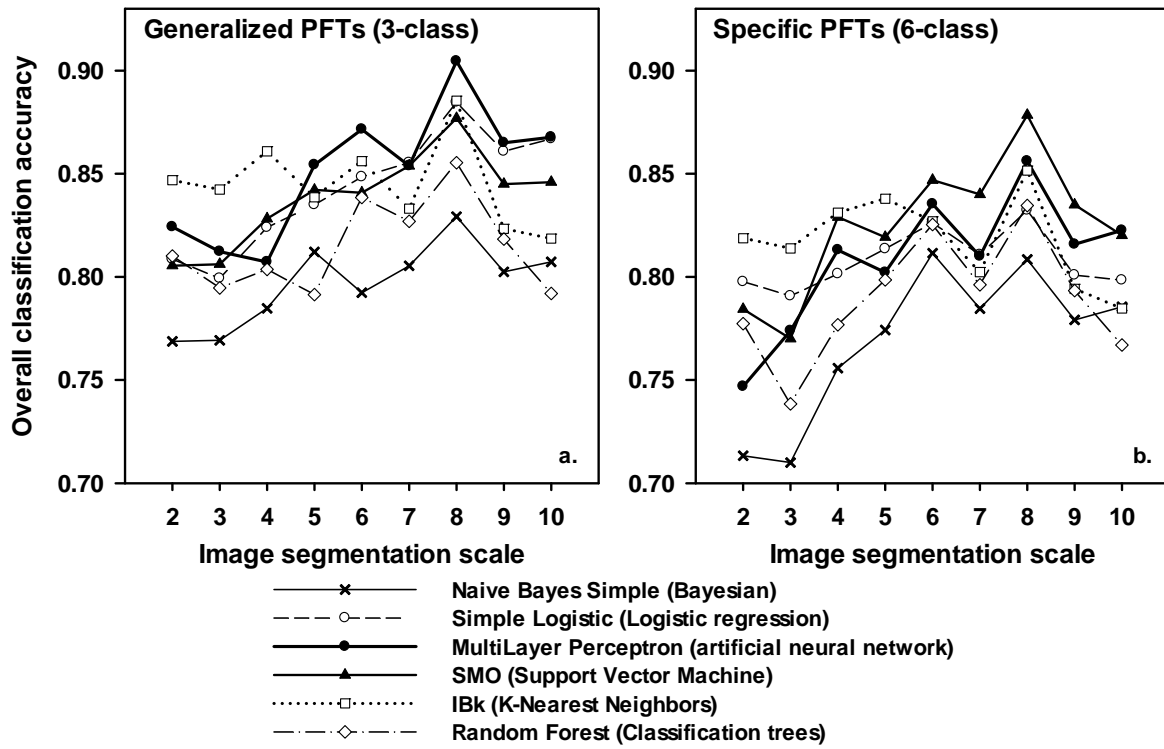 Generalized PFTs (3-class)
Specific PFTs (6-class)
Overall classification accuracy
0.90
0.85
0.80
0.75
0.70
a.
2 3 4 5 6 7 8 9 10
Image segmentation scale
0.90
0.85
0.80
0.75
0.70
b.
2 3 4 5 6 7 8 9 10
Image segmentation scale
Naive Bayes Simple (Bayesian)
Simple Logistic (Logistic regression)
MultiLayer Perceptron (artificial neural network)
SMO (Support Vector Machine)
IBk (K-Nearest Neighbors)
Random Forest (Classification trees)